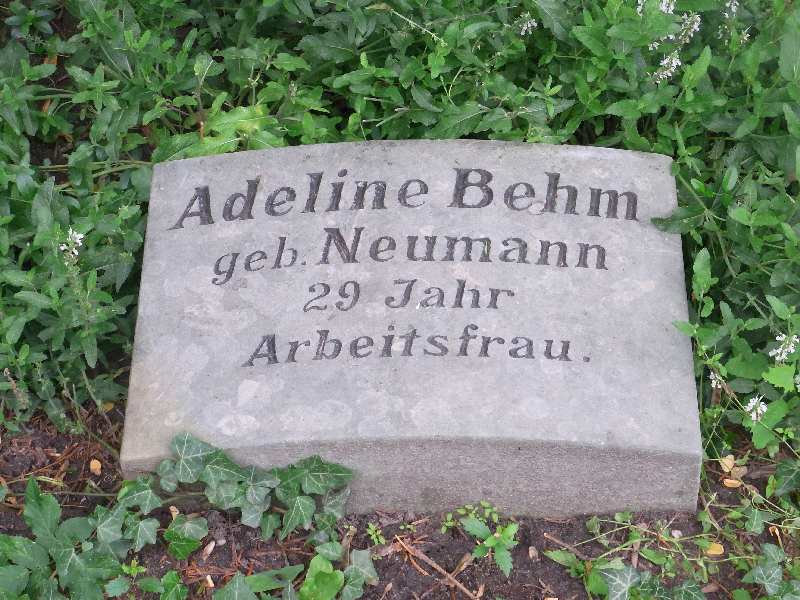 Adeline Behm
geb. Neumann
29 Jahr
Arbeitsfrau.